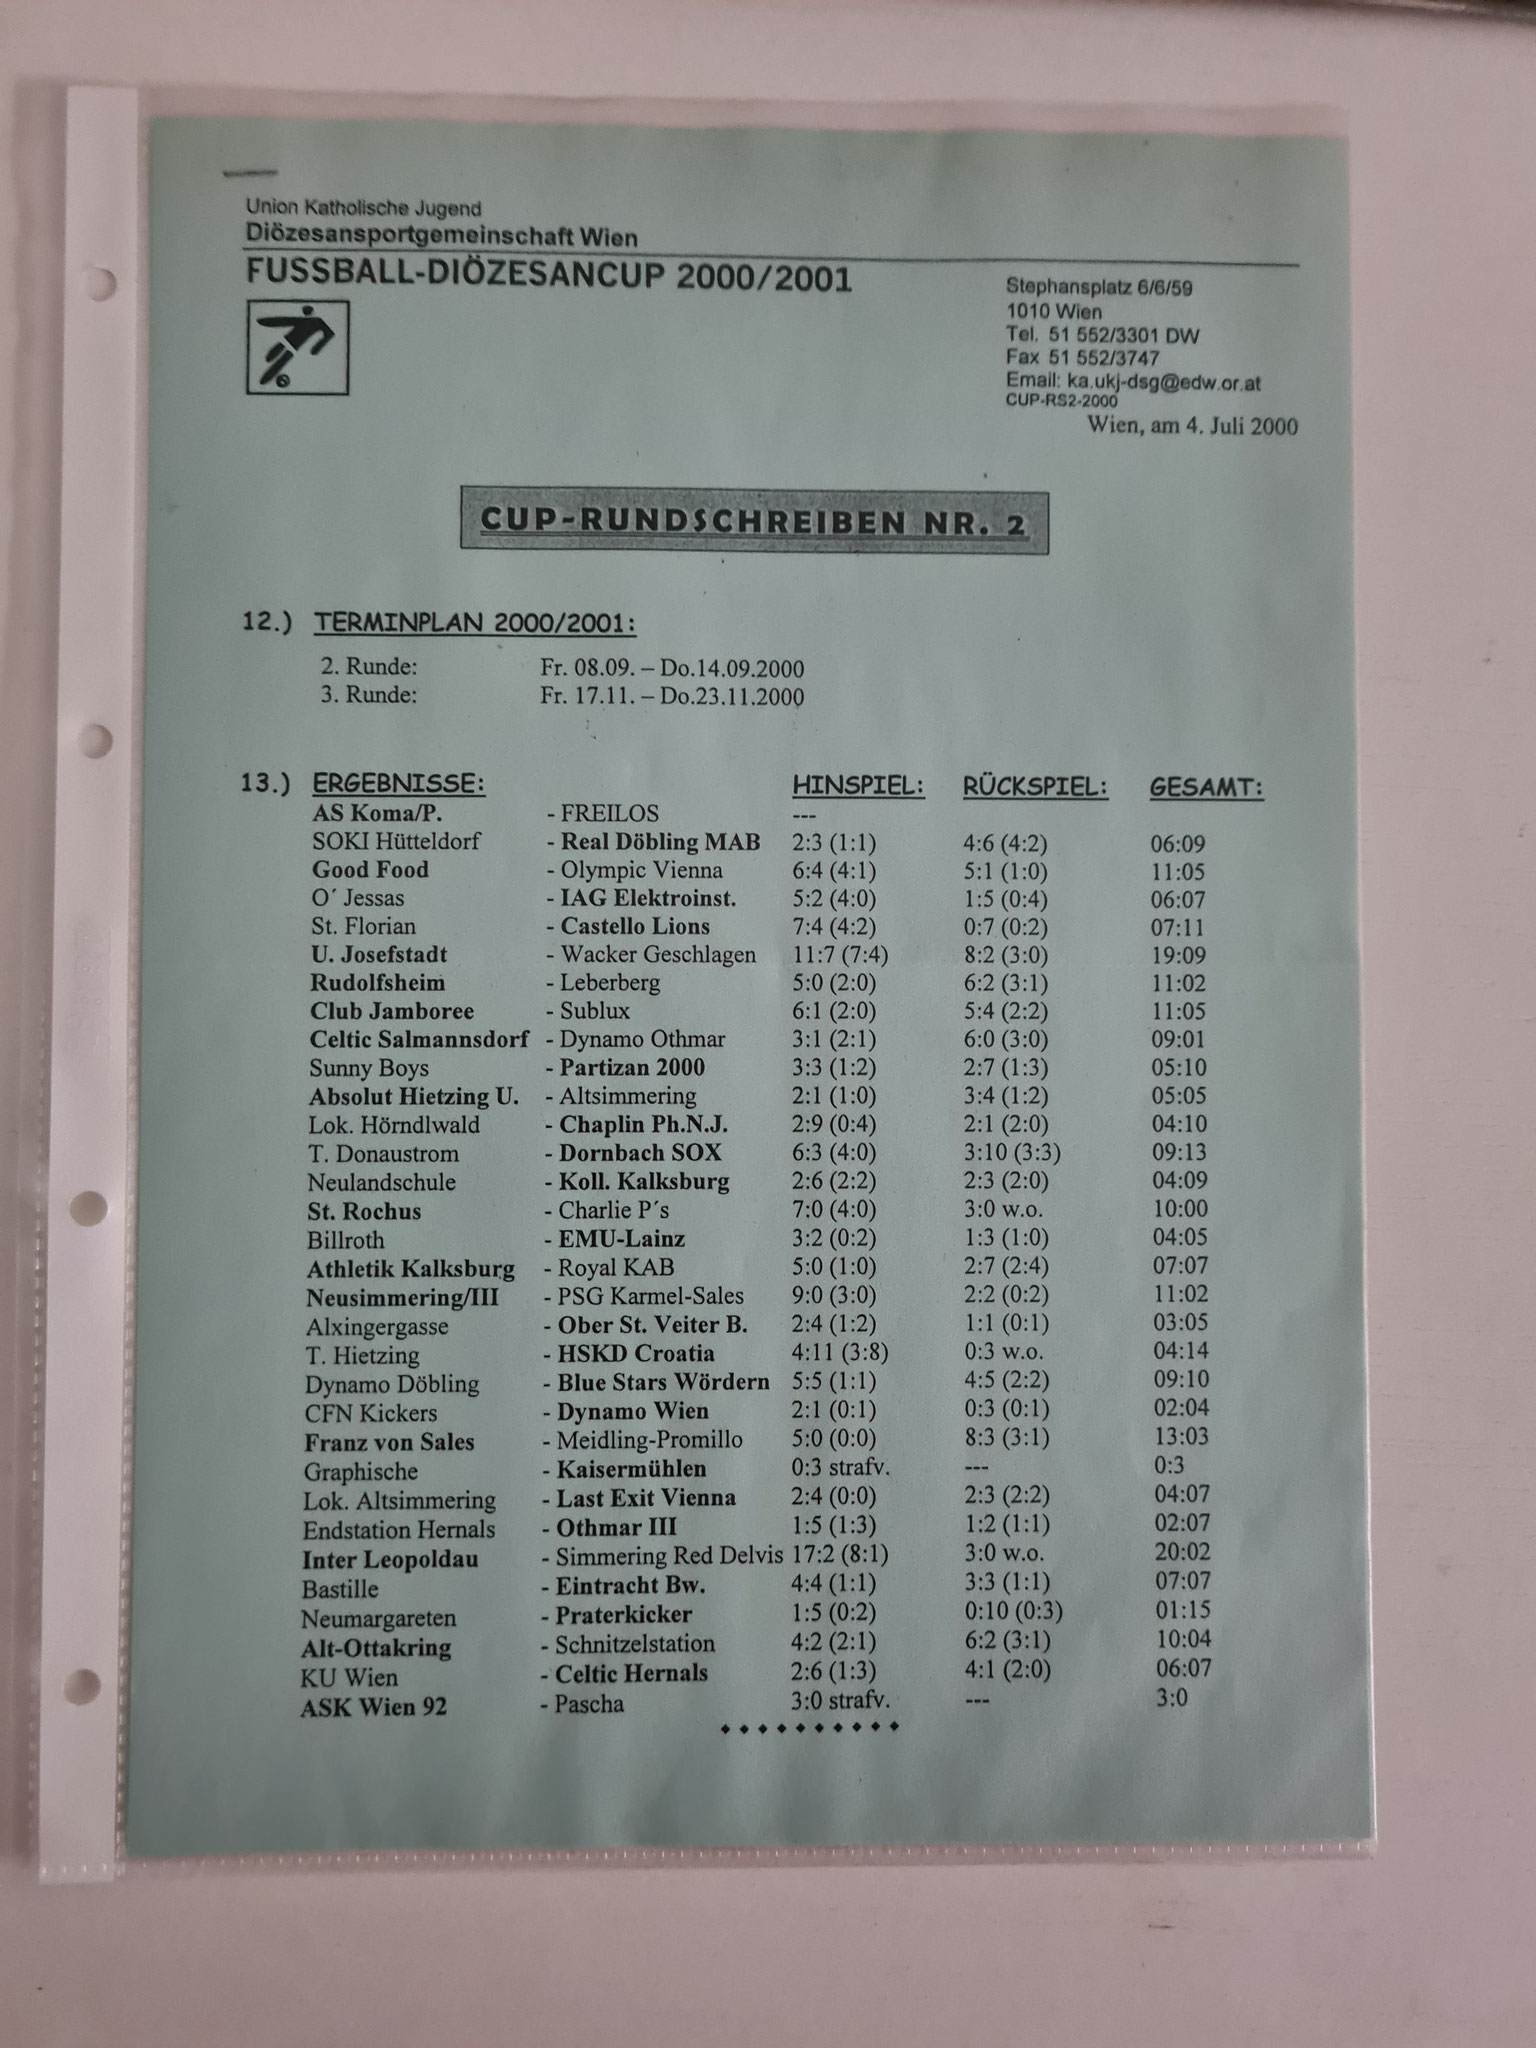 Union Katholische Jugend
Diözesansportgemeinschaft Wien
FUSSBALL-DIÖZESANCUP 2000/2001
Stephansplatz 6/6/59
1010 Wien
Tel. 51 552/3301 DW
Fax 51 552/3747
Email: ka.ukj-dsg@edw.or.at
CUP-RS2-2000
Wien, am 4. Juli 2000
CUP-RUNDSCHREIBEN NR. 2
12.) TERMINPLAN 2000/2001:
2. Runde: Fr. 08.09. – Do.14.09.2000
3. Runde: Fr. 17.11. – Do.23.11.2000
13.) ERGEBNISSE: HINSPIEL: RÜCKSPIEL: GESAMT:
AS Koma/P. - FREILOS ---
SOKI Hütteldorf - Real Döbling MAB 2:3 (1:1) 4:6 (4:2) 06:09
Good Food - Olympic Vienna 6:4 (4:1) 5:1 (1:0) 11:05
O´ Jessas - IAG Elektroinst. 5:2 (4:0) 1:5 (0:4) 06:07
St. Florian - Castello Lions 7:4 (4:2) 0:7 (0:2) 07:11
U. Josefstadt - Wacker Geschlagen 11:7 (7:4) 8:2 (3:0) 19:09
Rudolfsheim - Leberberg 5:0 (2:0) 6:2 (3:1) 11:02
Club Jamboree - Sublux 6:1 (2:0) 5:4 (2:2) 11:05
Celtic Salmannsdorf - Dynamo Othmar 3:1 (2:1) 6:0 (3:0) 09:01
Sunny Boys - Partizan 2000 3:3 (1:2) 2:7 (1:3) 05:10
Absolut Hietzing U. - Altsimmering 2:1 (1:0) 3:4 (1:2) 05:05
Lok. Hörndlwald - Chaplin Ph.N.J. 2:9 (0:4) 2:1 (2:0) 04:10
T. Donaustrom - Dornbach SOX 6:3 (4:0) 3:10 (3:3) 09:13
Neulandschule - Koll. Kalksburg 2:6 (2:2) 2:3 (2:0) 04:09
St. Rochus - Charlie P´s 7:0 (4:0) 3:0 w.o. 10:00
Billroth - EMU-Lainz 3:2 (0:2) 1:3 (1:0) 04:05
Athletik Kalksburg - Royal KAB 5:0 (1:0) 2:7 (2:4) 07:07
Neusimmering/III - PSG Karmel-Sales 9:0 (3:0) 2:2 (0:2) 11:02
Alxingergasse - Ober St. Veiter B. 2:4 (1:2) 1:1 (0:1) 03:05
T. Hietzing - HSKD Croatia 4:11 (3:8) 0:3 w.o. 04:14
Dynamo Döbling - Blue Stars Wördern 5:5 (1:1) 4:5 (2:2) 09:10
CFN Kickers - Dynamo Wien 2:1 (0:1) 0:3 (0:1) 02:04
Franz von Sales - Meidling-Promillo 5:0 (0:0) 8:3 (3:1) 13:03
Graphische - Kaisermühlen 0:3 strafv. --- 0:3
Lok. Altsimmering - Last Exit Vienna 2:4 (0:0) 2:3 (2:2) 04:07
Endstation Hernals - Othmar III 1:5 (1:3) 1:2 (1:1) 02:07
Inter Leopoldau - Simmering Red Delvis 17:2 (8:1) 3:0 w.o. 20:02
Bastille - Eintracht Bw. 4:4 (1:1) 3:3 (1:1) 07:07
Neumargareten - Praterkicker 1:5 (0:2) 0:10 (0:3) 01:15
Alt-Ottakring - Schnitzelstation 4:2 (2:1) 6:2 (3:1) 10:04
KU Wien - Celtic Hernals 2:6 (1:3) 4:1 (2:0) 06:07
ASK Wien 92 - Pascha 3:0 strafv. --- 3:0